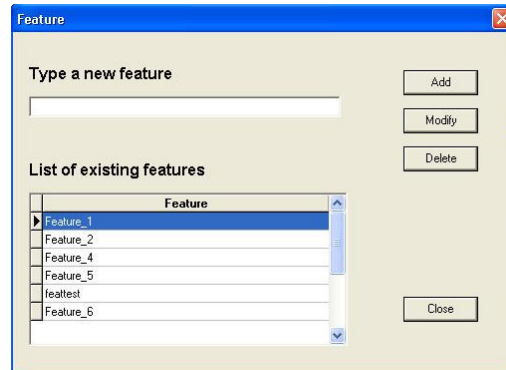 Feature
Type a new feature
Add
Modify
Delete
List of existing features
Feature
Feature_1
Feature_2
Feature_4
Feature_5
feattest
Feature_6
Close